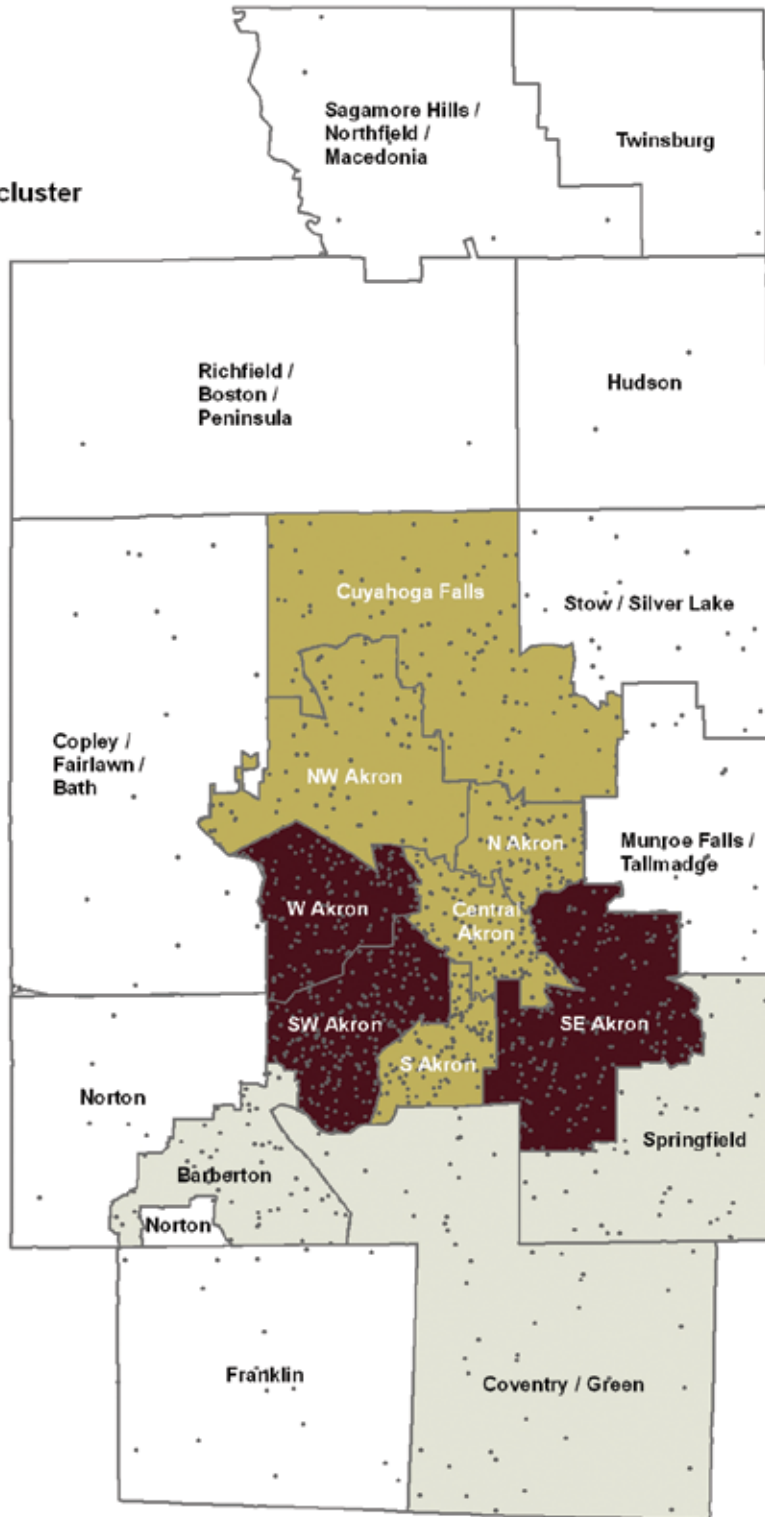 Sagamore Hills /
Northfield /
Macedonia
Twinsburg
cluster
Richfield /
Boston /
Peninsula
Hudson
Cuyahoga Falls
Stow / Silver Lake
Copley /
Fairlawn /
Bath
NW Akron
N Akron
Munroe Falls /
Tallmadge
W Akron
Central
Akron
SW Akron
SE Akron
S Akron
Norton
Springfield
Barberton
Norton
Franklin
Coventry / Green